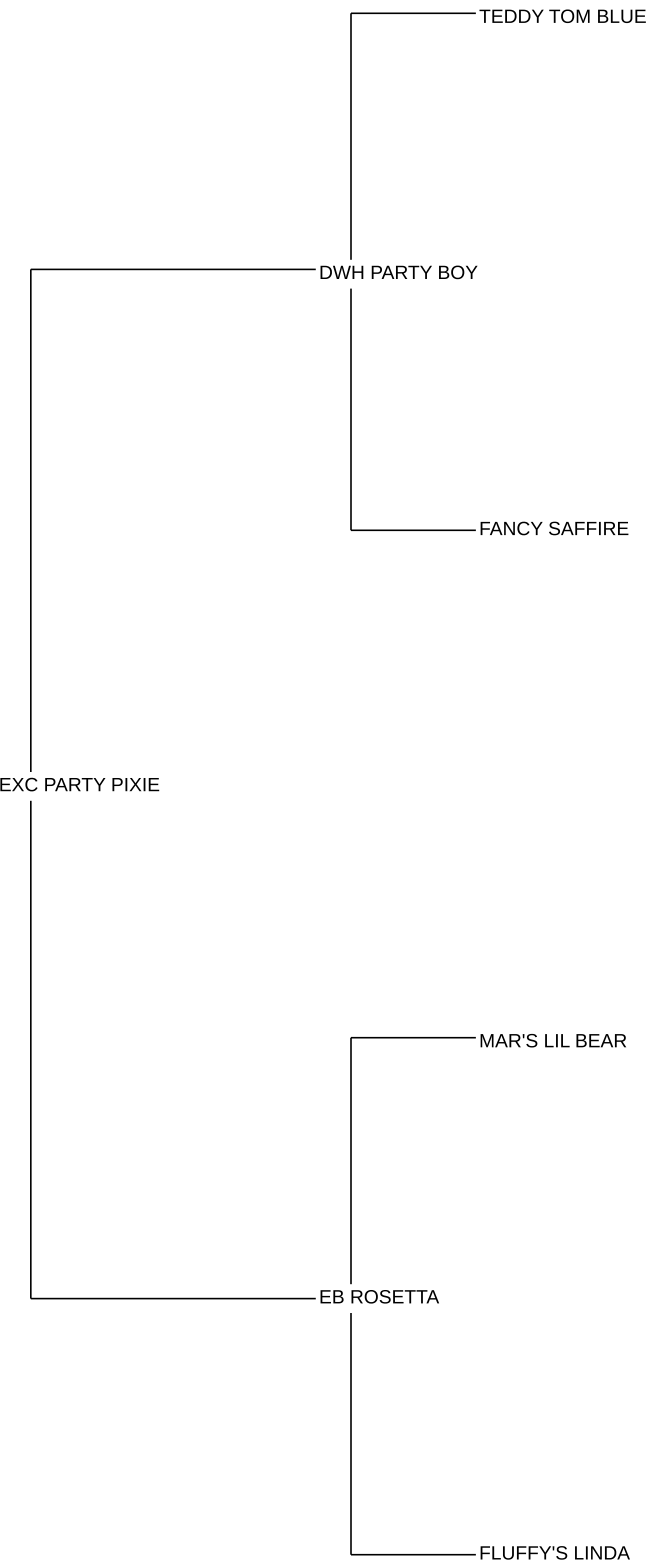 TEDDY TOM BLUE
DWH PARTY BOY
FANCY SAFFIRE
EXC PARTY PIXIE
MAR'S LIL BEAR
EB ROSETTA
FLUFFY'S LINDA